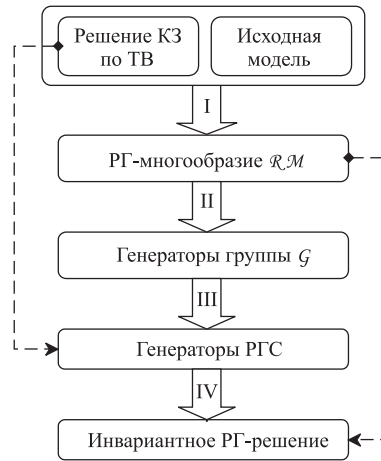 Решение КЗ
по ТВ
Исходная
модель
I
РГ-многообразие ℛℳ
II
Генераторы группы 𝒢
III
Генераторы РГС
IV
Инвариантное РГ-решение